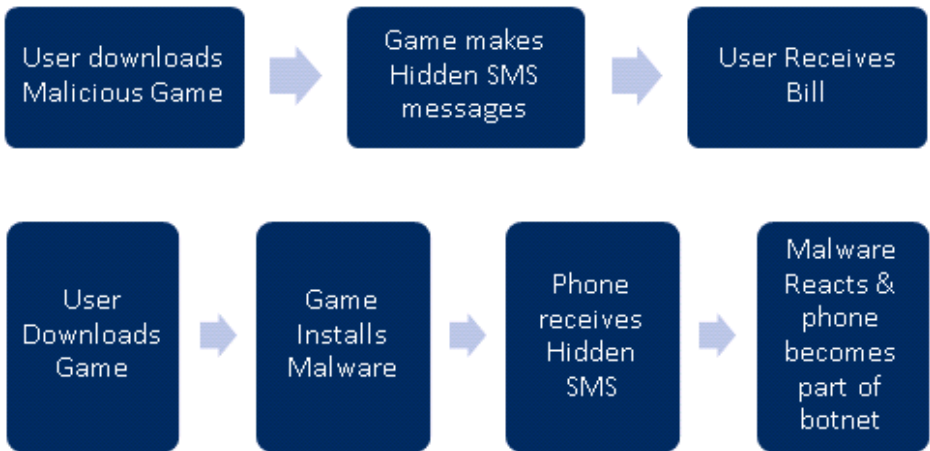 User downloads
Malicious Game
Game makes
Hidden SMS
messages
User Receives
Bill
User
Downloads
Game
Game
Installs
Malware
Phone
receives
Hidden
SMS
Malware
Reacts &
phone
becomes
part of
botnet